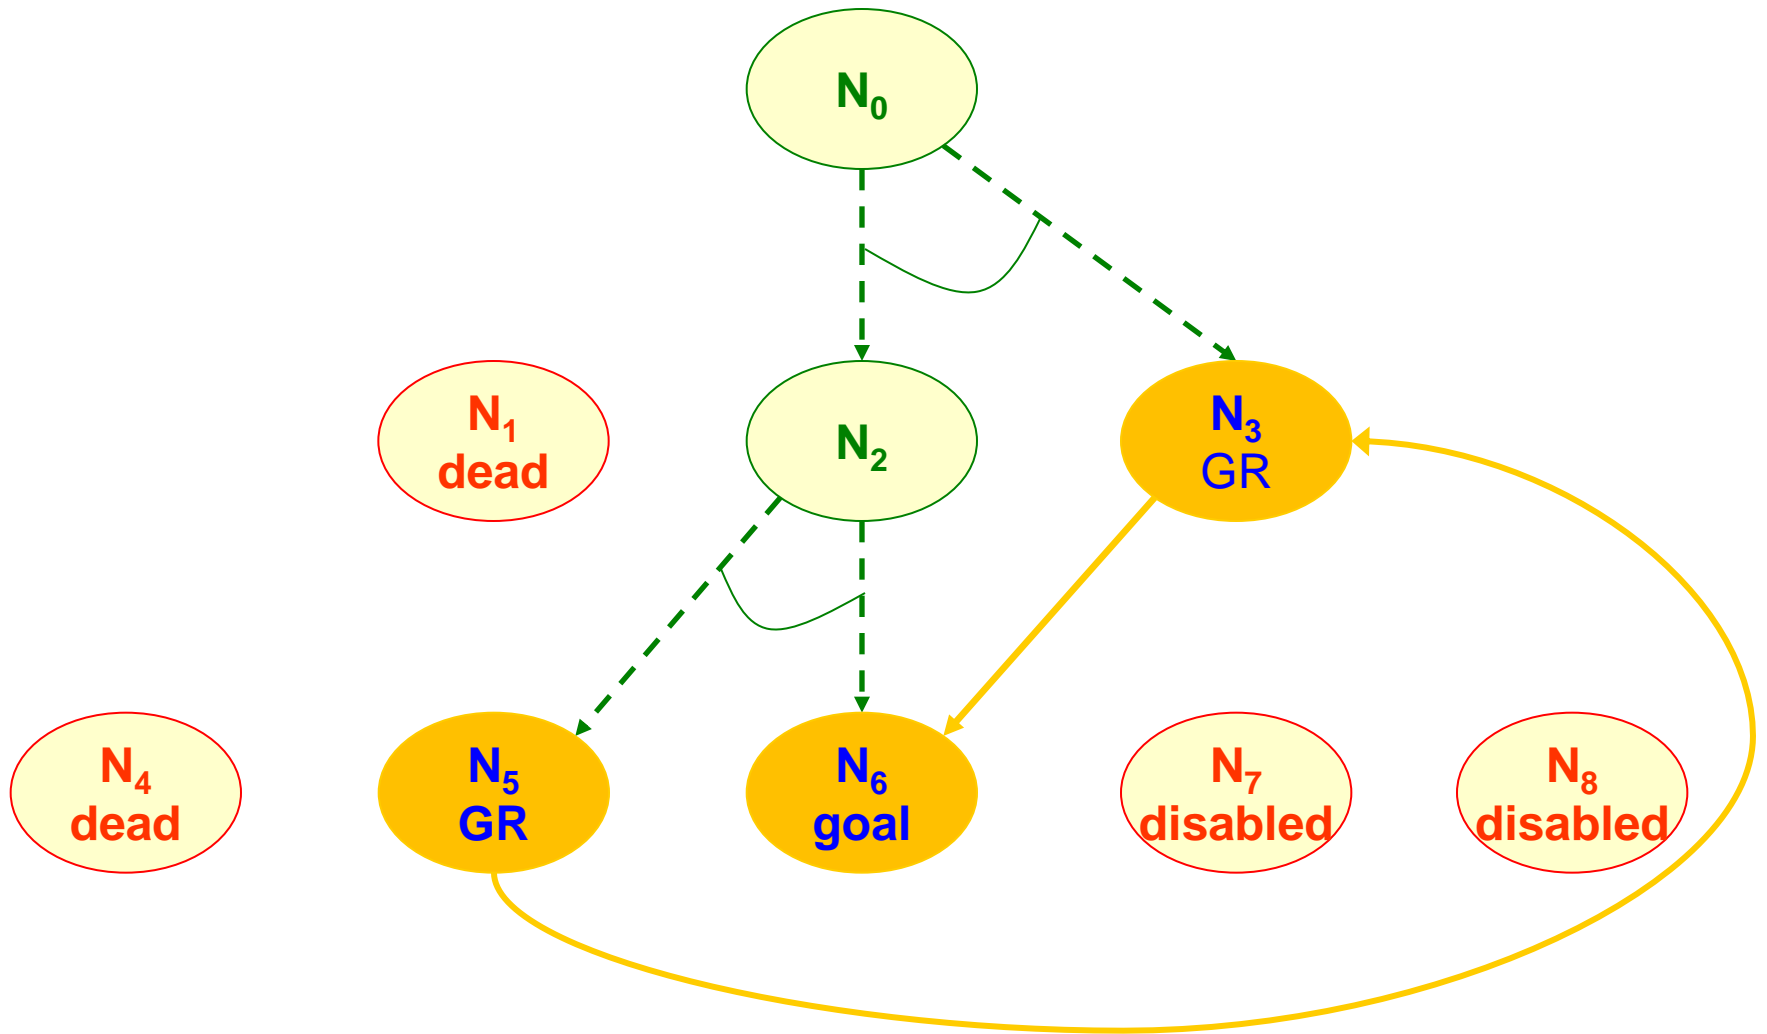 N₀
N₁
dead
N₂
N₃
GR
N₄
dead
N₅
GR
N₆
goal
N₇
disabled
N₈
disabled